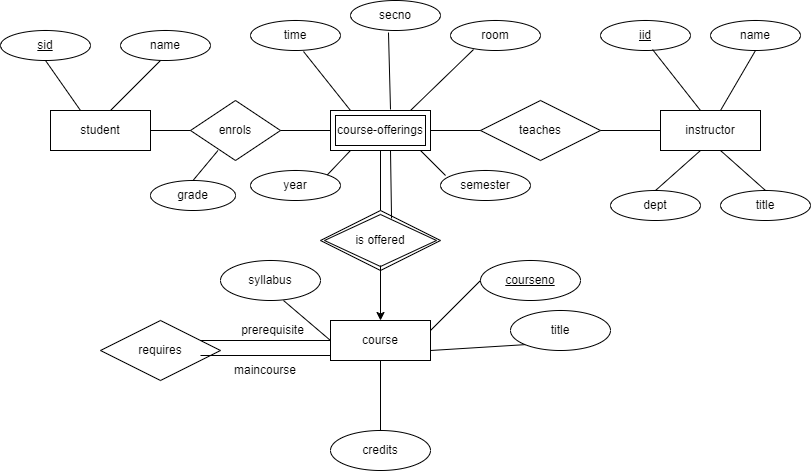 secno
time
room
sid
name
iid
name
student
enrols
course-offerings
teaches
instructor
grade
year
semester
dept
title
is offered
syllabus
courseno
prerequisite
title
requires
course
maincourse
credits